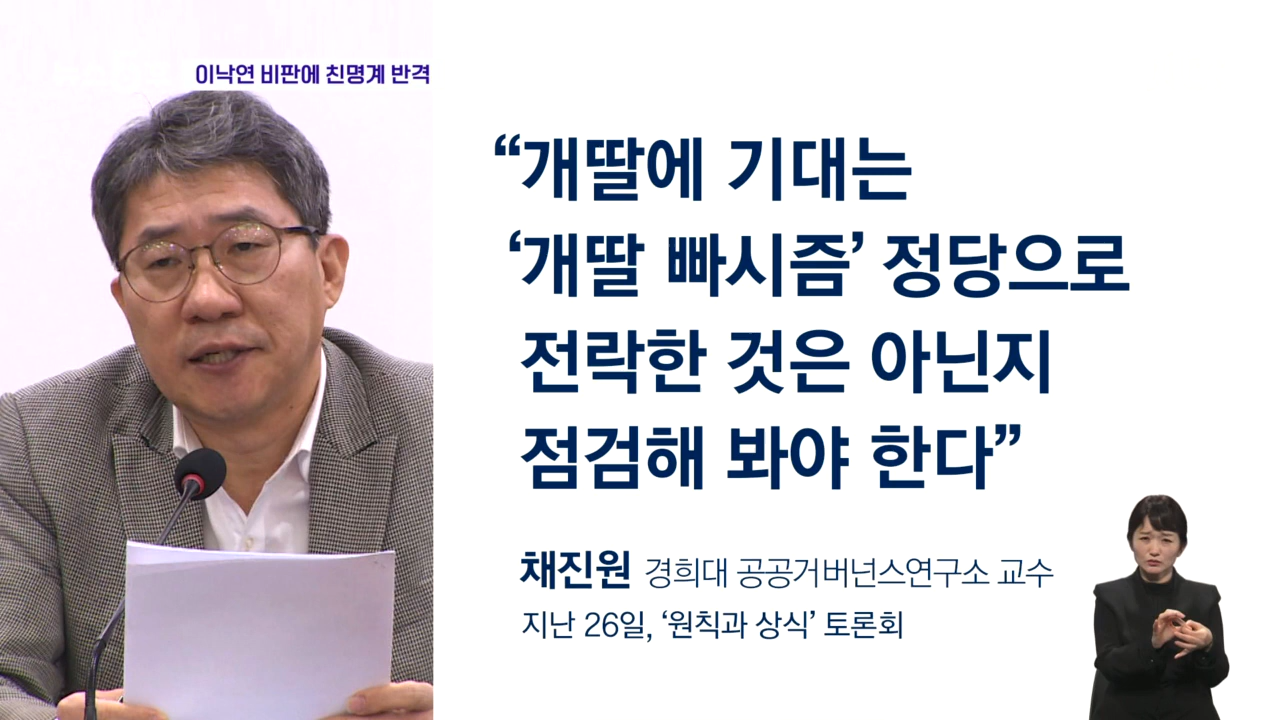 이낙연 비판에 친명계 반격
“개딸에 기대는
‘개딸 빠시즘’ 정당으로
전락한 것은 아닌지
점검해 봐야 한다”
채진원 경희대 공공거버넌스연구소 교수
지난 26일, ‘원칙과 상식’ 토론회